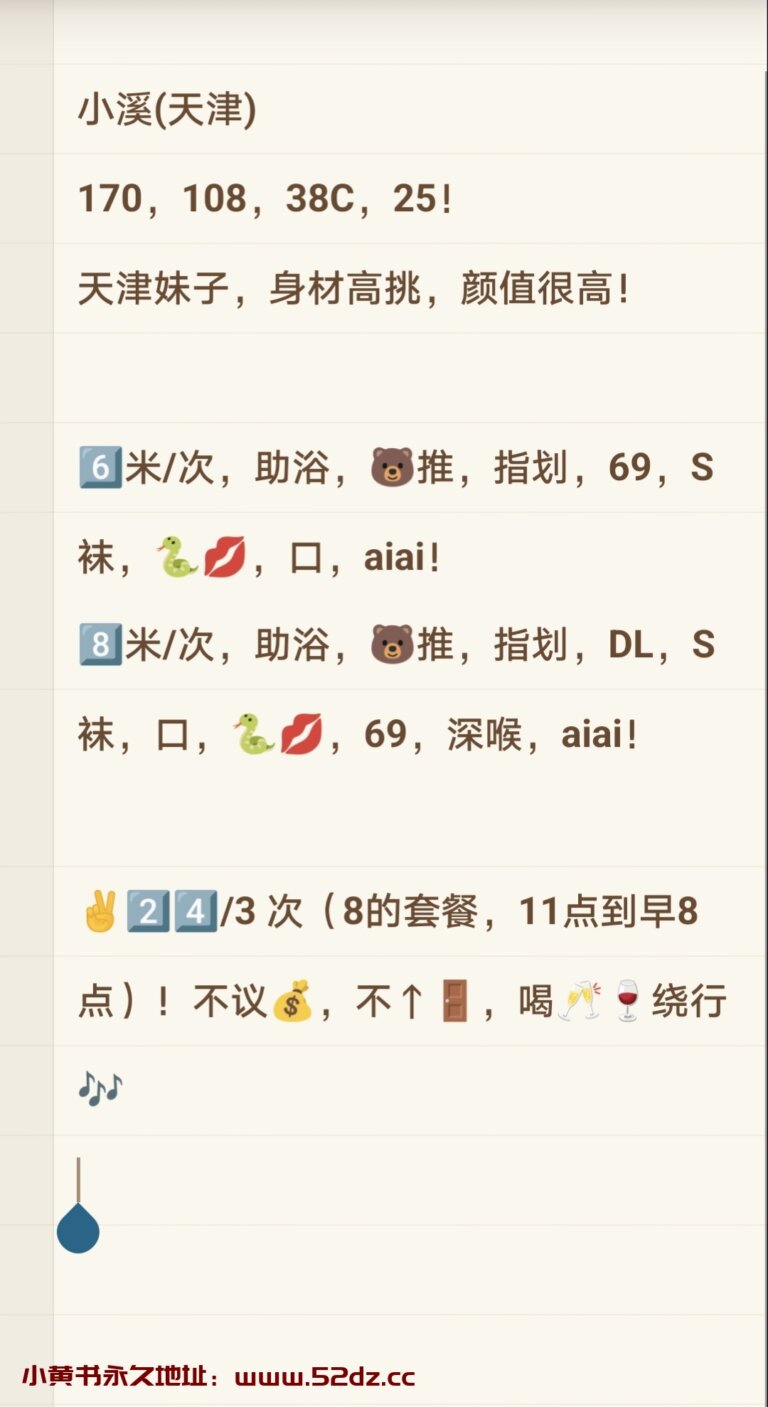 小溪(天津)
170，108，38C，25！
天津妹子，身材高挑，颜值很高！
6️⃣米/次，助浴，🐻推，指划，69，S
袜，🐍💋，口，aiai！
8️⃣米/次，助浴，🐻推，指划，DL，S
袜，口，🐍💋，69，深喉，aiai！
✌️2️⃣4️⃣/3 次（8的套餐，11点到早8
点）！不议💰，不↑🚪，喝🥂🍷绕行
🎶
小黄书永久地址：www.52dz.cc